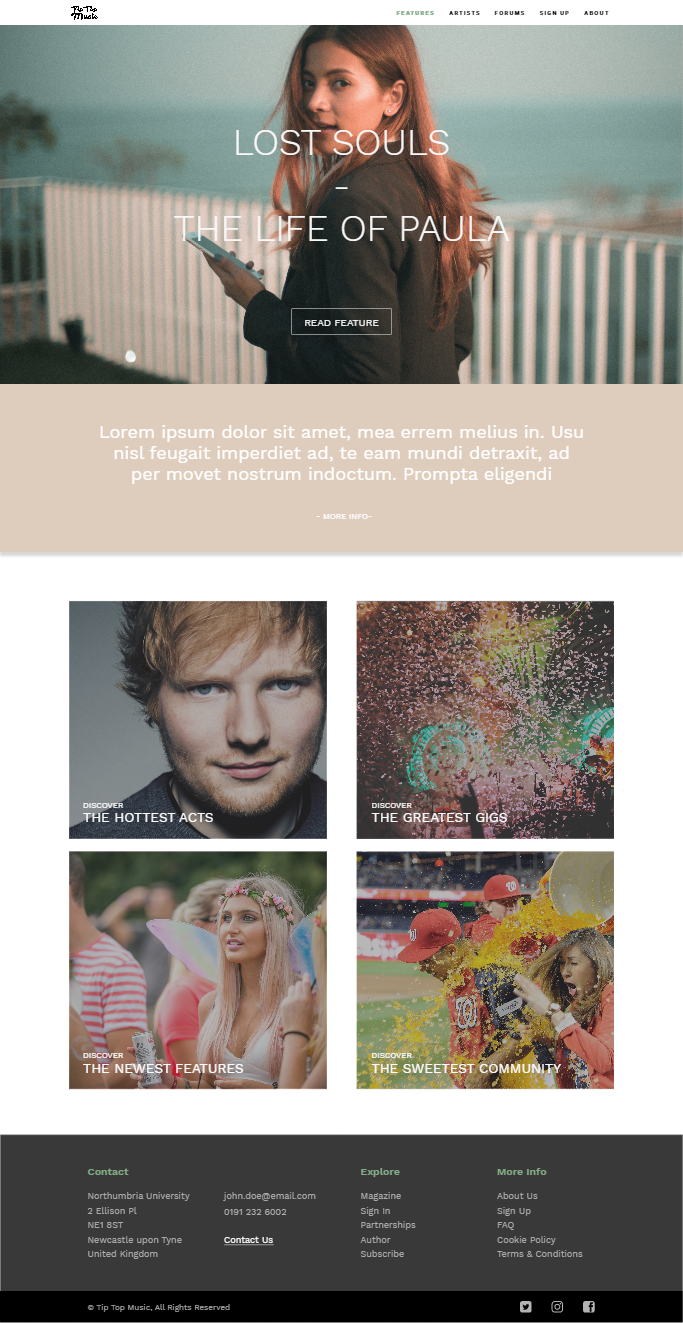 Tip Top
Music
FEATURES ARTISTS FORUMS SIGN UP ABOUT
LOST SOULS
–
THE LIFE OF PAULA
READ FEATURE
Lorem ipsum dolor sit amet, mea errem melius in. Usu
nisl feugait imperdiet ad, te eam mundi detraxit, ad
per movet nostrum indoctum. Prompta eligendi
– MORE INFO–
DISCOVER
THE HOTTEST ACTS
DISCOVER
THE GREATEST GIGS
DISCOVER
THE NEWEST FEATURES
DISCOVER
THE SWEETEST COMMUNITY
Contact
Northumbria University
2 Ellison Pl
NE1 8ST
Newcastle upon Tyne
United Kingdom
john.doe@email.com
0191 232 6002
Contact Us
Explore
Magazine
Sign In
Partnerships
Author
Subscribe
More Info
About Us
Sign Up
FAQ
Cookie Policy
Terms & Conditions
© Tip Top Music, All Rights Reserved